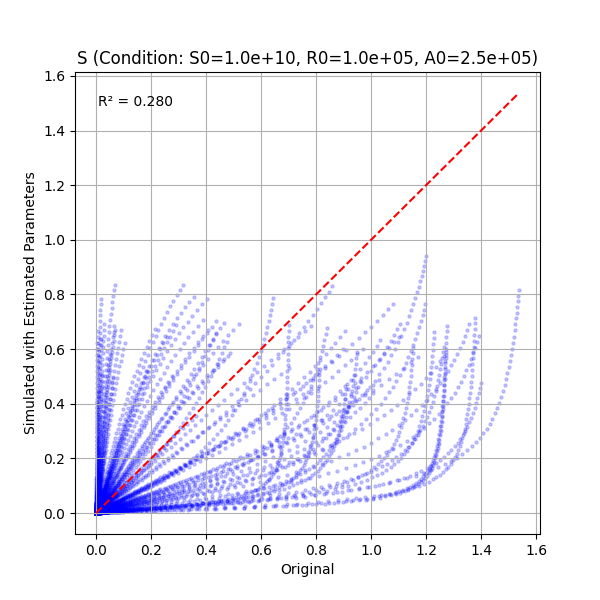 S (Condition: S0=1.0e+10, R0=1.0e+05, A0=2.5e+05)
R² = 0.280
Simulated with Estimated Parameters
1.6
1.4
1.2
1.0
0.8
0.6
0.4
0.2
0.0
0.0 0.2 0.4 0.6 0.8 1.0 1.2 1.4 1.6
Original